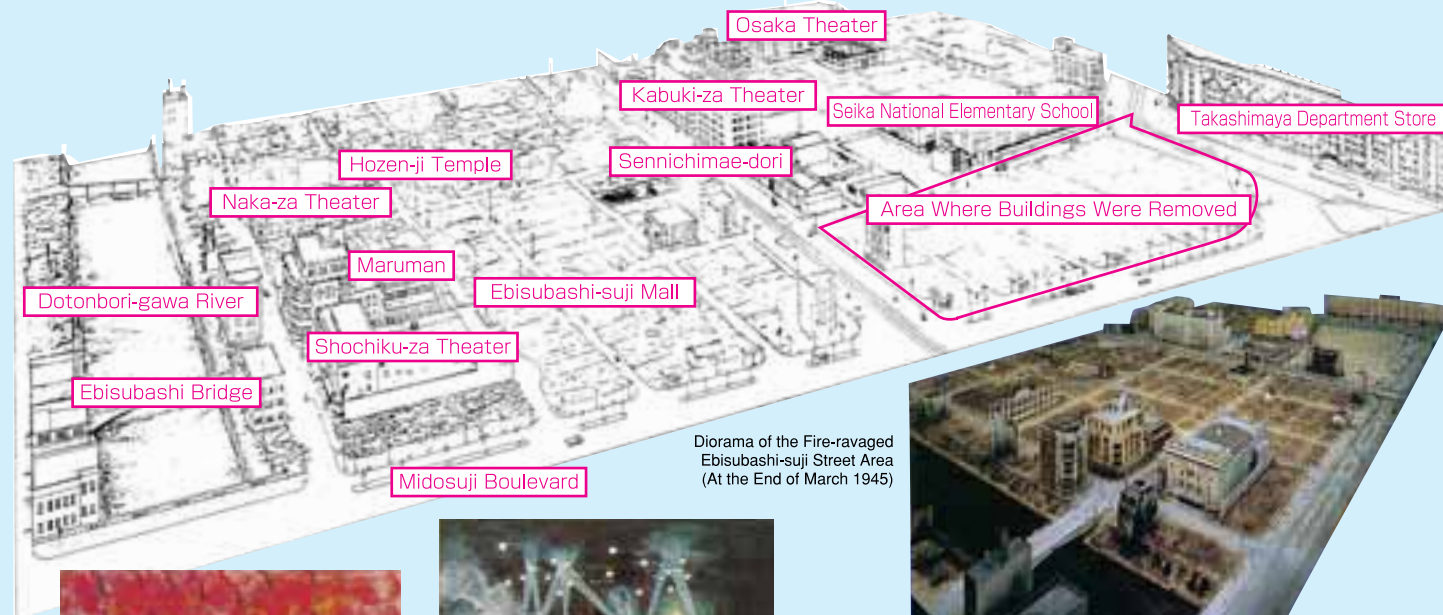 Osaka Theater
Kabuki-za Theater
Seika National Elementary School
Takashimaya Department Store
Hozen-ji Temple
Sennichimae-dori
Naka-za Theater
Area Where Buildings Were Removed
Maruman
Ebisubashi-suji Mall
Dotonbori-gawa River
Shochiku-za Theater
Ebisubashi Bridge
Midosuji Boulevard
Diorama of the Fire-ravaged
Ebisubashi-suji Street Area
(At the End of March 1945)